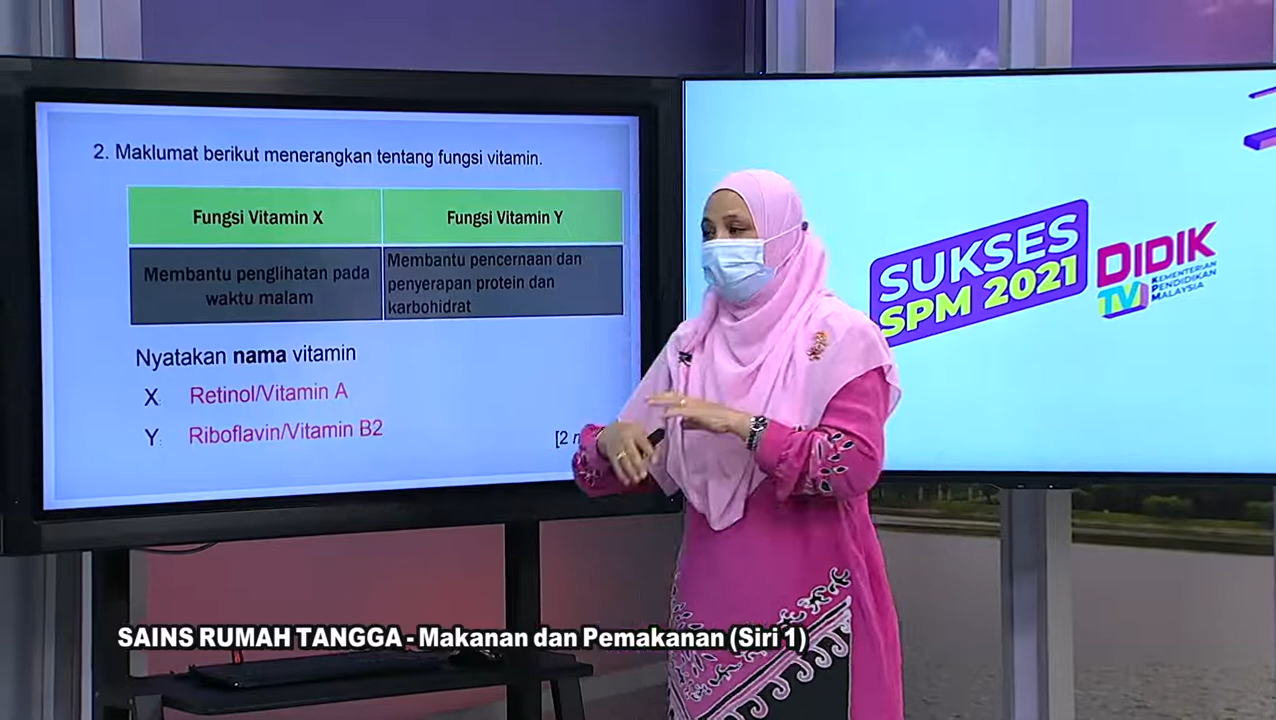 2. Maklumat berikut menerangkan tentang fungsi vitamin.
Fungsi Vitamin X
Fungsi Vitamin Y
Membantu penglihatan pada
waktu malam
Membantu pencernaan dan
penyerapan protein dan
karbohidrat
Nyatakan nama vitamin
X: Retinol/Vitamin A
Y: Riboflavin/Vitamin B2
[2
SUKSES
SPM 2021
DIDIK
TV
KEMENTERIAN
PENDIDIKAN
MALAYSIA
SAINS RUMAH TANGGA - Makanan dan Pemakanan (Siri 1)